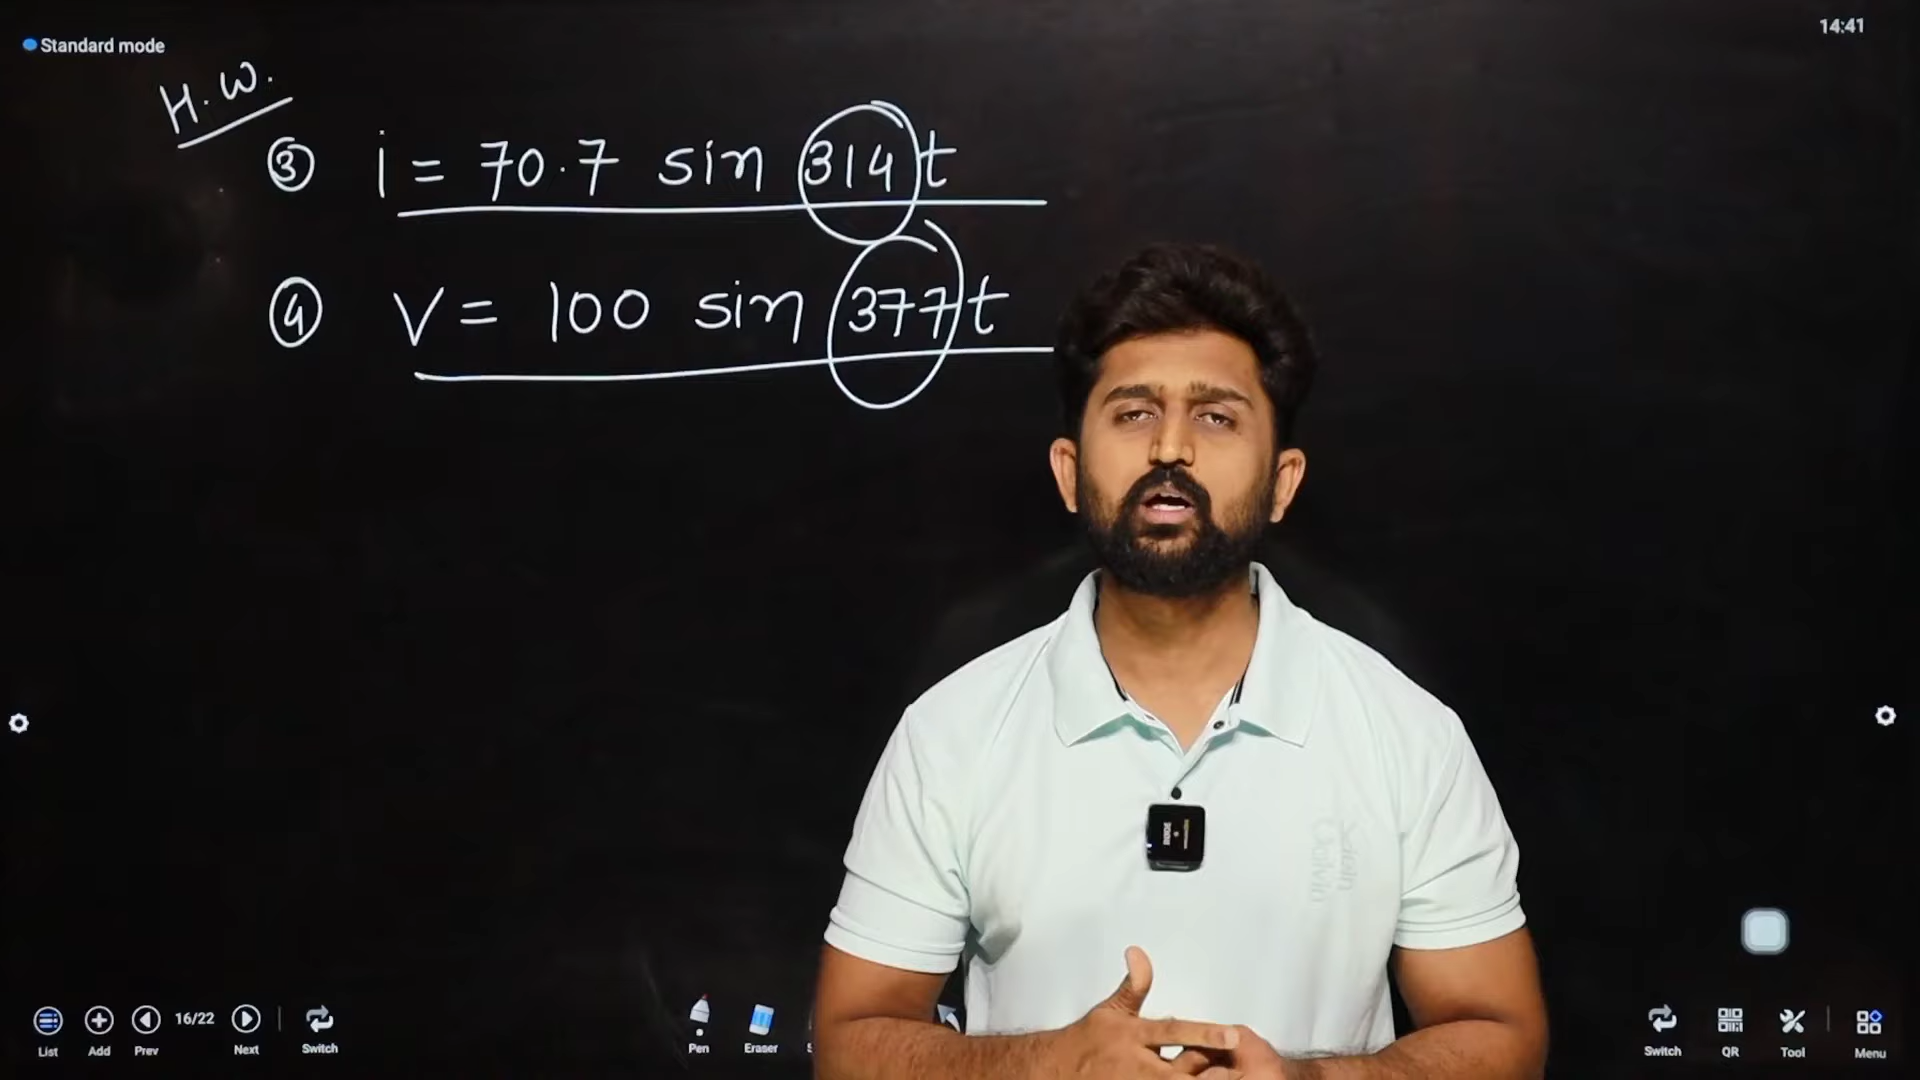 14:41
Standard mode
H.W.
③ i = 70.7 sin 314t
④ V = 100 sin 377t
16/22
List Add Prev Next Switch Pen Eraser
Switch QR Tool Menu